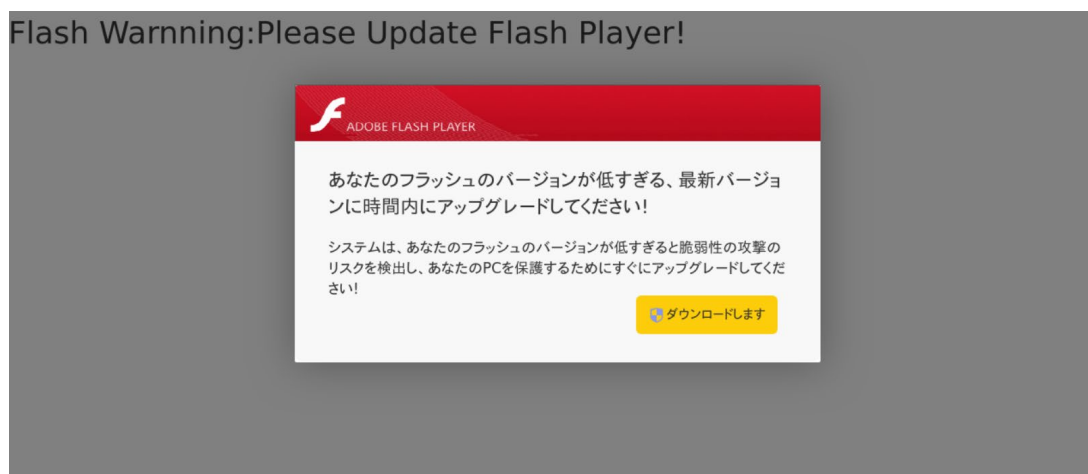 Flash Warnning:Please Update Flash Player!
ADOBE FLASH PLAYER
あなたのフラッシュのバージョンが低すぎる、最新バージョ
ンに時間内にアップグレードしてください!
システムは、あなたのフラッシュのバージョンが低すぎると脆弱性の攻撃の
リスクを検出し、あなたのPCを保護するためにすぐにアップグレードしてくだ
さい!
ダウンロードします